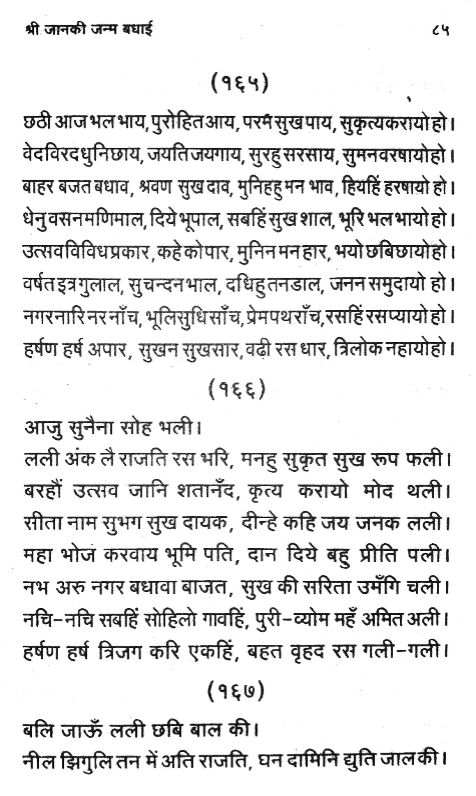 श्री जानकी जन्म बधाई ८५
(१६५)
छठी आज भल भाय, पुरोहित आय, परम सुख पाय, सुकृत्य करायो हो।
वेद विरद धुनि छाय, जयति जय गाय, सुरहु सरसाय, सुमन वरषायो हो।
बाहर बजत बधाव, श्रवण सुख दाव, मुनिहहु मन भाव, हियहिं हरषायो हो।
धेनु वसन मणि माल, दिये भूपाल, सबहिं सुख शाल, भूरि भल भायो हो।
उत्सव विविध प्रकार, कहे को पार, मुनिन मन हार, भयो छबि छायो हो।
वर्षत इत्र गुलाल, सुचन्दन भाल, दधिहु तन डाल, जनन समुदायो हो।
नगर नारि नर नाँच, भूलि सुधि साँच, प्रेम पथ राँच, रसहिं रस प्यायो हो।
हर्षण हर्ष अपार, सुखन सुखसार, वढी रस धार, त्रिलोक नहायो हो।
(१६६)
आजु सुनैना सोह भली।
लली अंक लै राजति रस भरि, मनहु सुकृत सुख रूप फली।
बरहौं उत्सव जानि शतानँद, कृत्य करायो मोद थली।
सीता नाम सुभग सुख दायक, दीन्हे कहि जय जनक लली।
महा भोज करवाय भूमि पति, दान दिये बहु प्रीति पली।
नभ अरु नगर बधावा बाजत, सुख की सरिता उमँगि चली।
नचि-नचि सबहिं सोहिलो गावहिं, पुरी-व्योम महँ अमित अली।
हर्षण हर्ष त्रिजग करि एकहिं, बहत वृहद रस गली-गली।
(१६७)
बलि जाऊँ लली छबि बाल की।
नील झिगुलि तन में अति राजति, घन दामिनि द्युति जाल की।